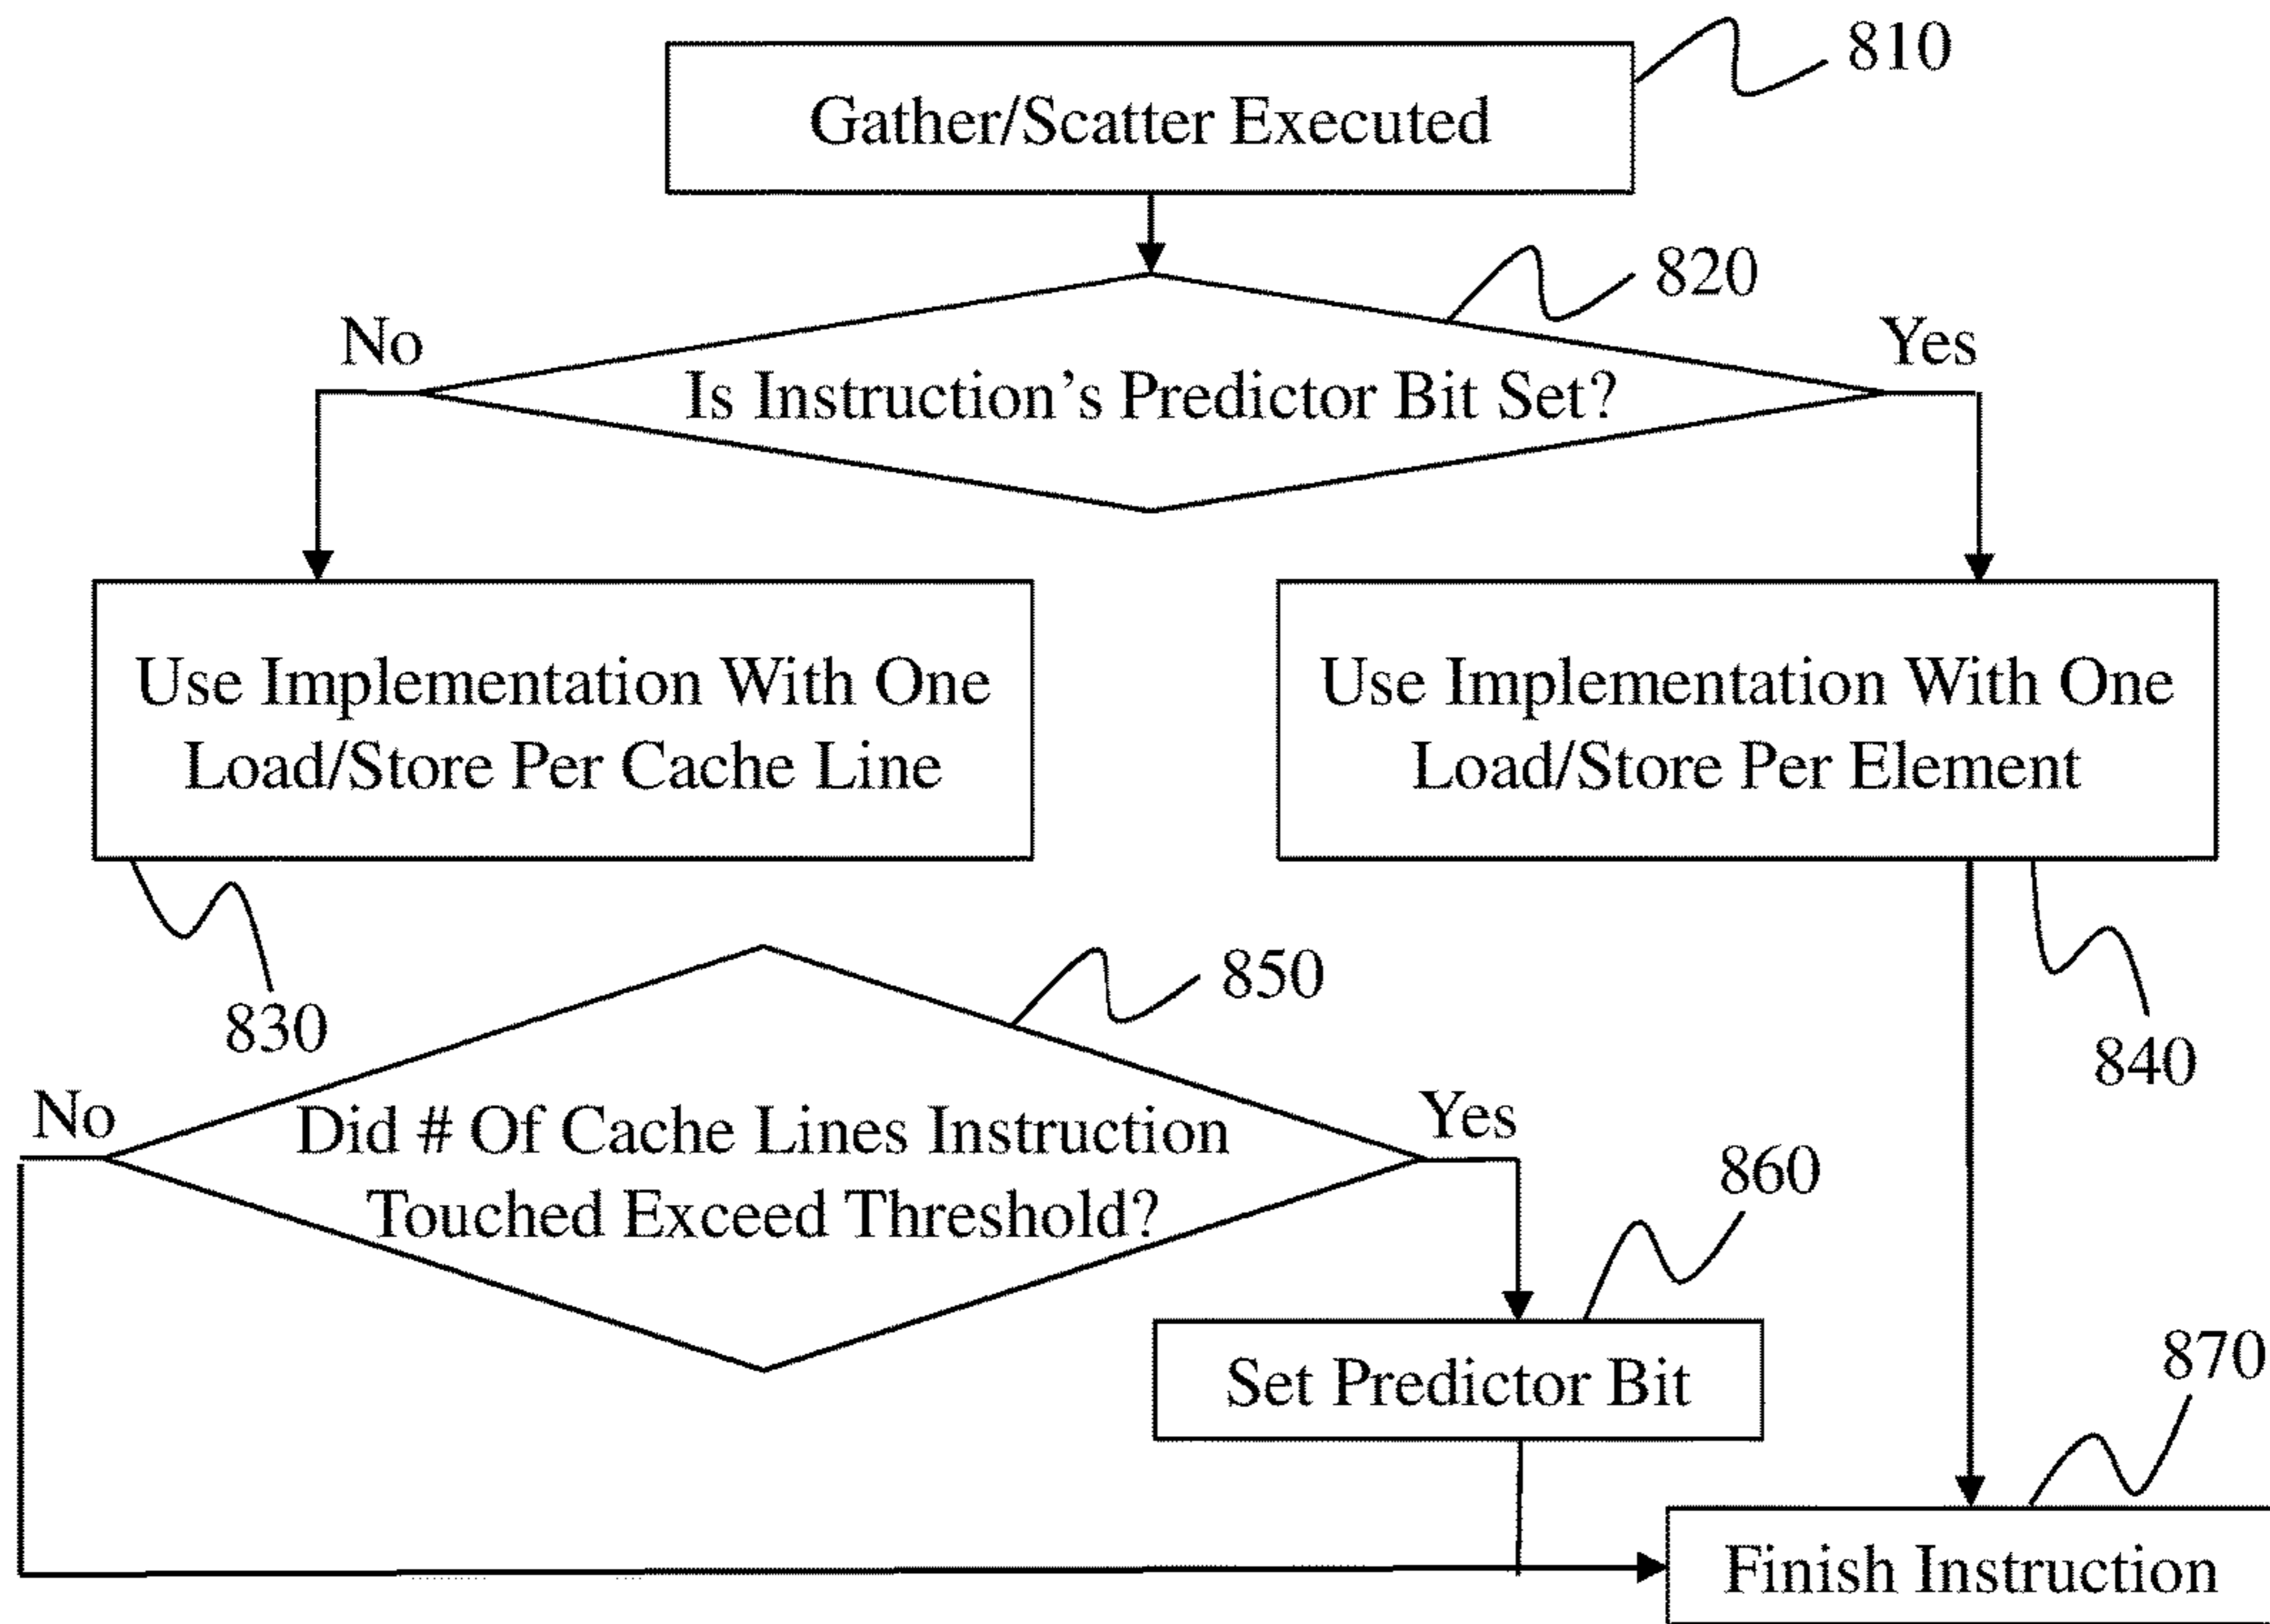 810
Gather/Scatter Executed
820
No
Yes
Is Instruction's Predictor Bit Set?
Use Implementation With One
Load/Store Per Cache Line
Use Implementation With One
Load/Store Per Element
830
850
840
No
Did # Of Cache Lines Instruction
Touched Exceed Threshold?
Yes
860
Set Predictor Bit
870
Finish Instruction